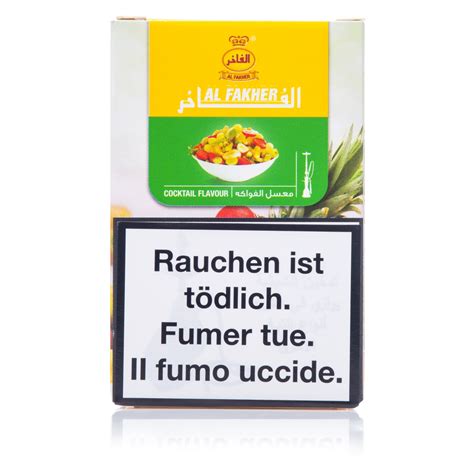 الفاخر
AL FAKHER
الفاخر
AL FAKHER
COCKTAIL FLAVOUR
معسل الفواكه
Rauchen ist
tödlich.
Fumer tue.
Il fumo uccide.